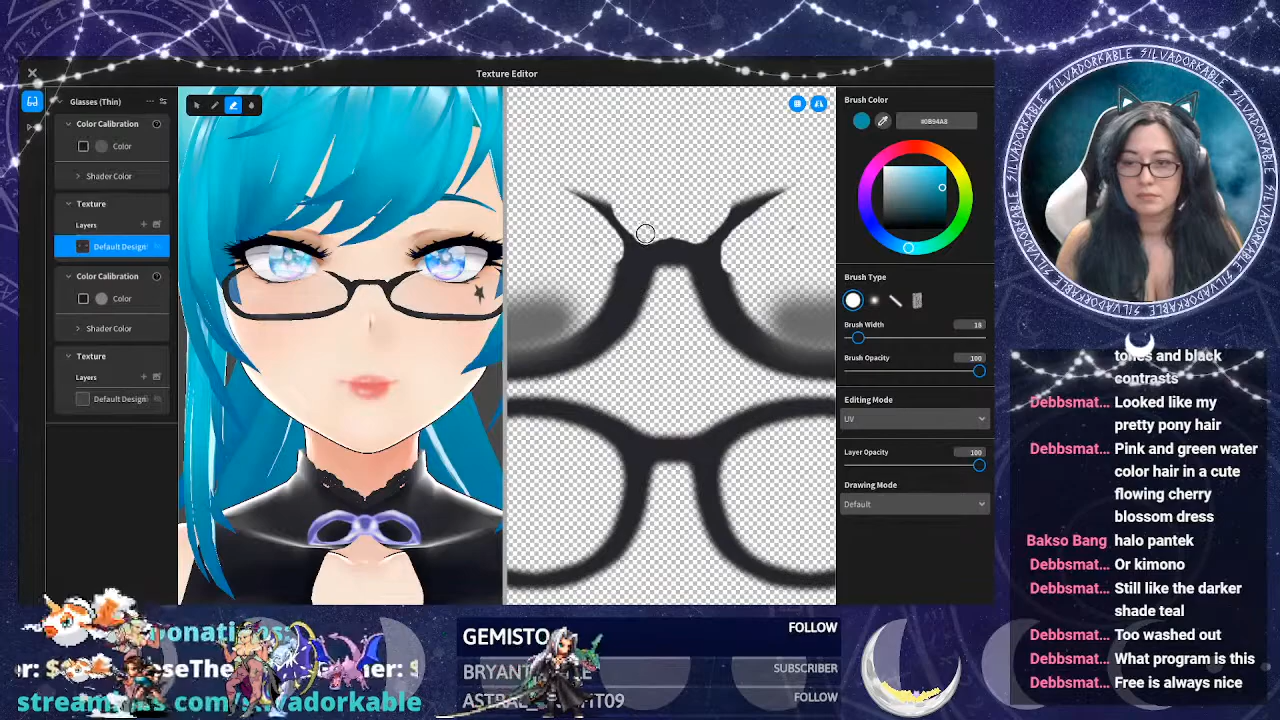 Texture Editor
Glasses (Thin)
Color Calibration
Color
Shader Color
Texture
Layers
Default Design
Color Calibration
Color
Shader Color
Texture
Layers
Default Design
Brush Color
#0B94A8
Brush Type
Brush Width
18
Brush Opacity
100
Editing Mode
UV
Layer Opacity
100
Drawing Mode
Default
SILVADORKABLE
SILVADORKABLE
SILVADORKABLE
tones and black
contrasts
Debbsmat... Looked like my
pretty pony hair
Debbsmat... Pink and green water
color hair in a cute
flowing cherry
blossom dress
Bakso Bang halo pantek
Debbsmat... Or kimono
Debbsmat... Still like the darker
shade teal
Debbsmat... Too washed out
Debbsmat... What program is this
Debbsmat... Free is always nice
GEMISTO
FOLLOW
SUBSCRIBER
FOLLOW